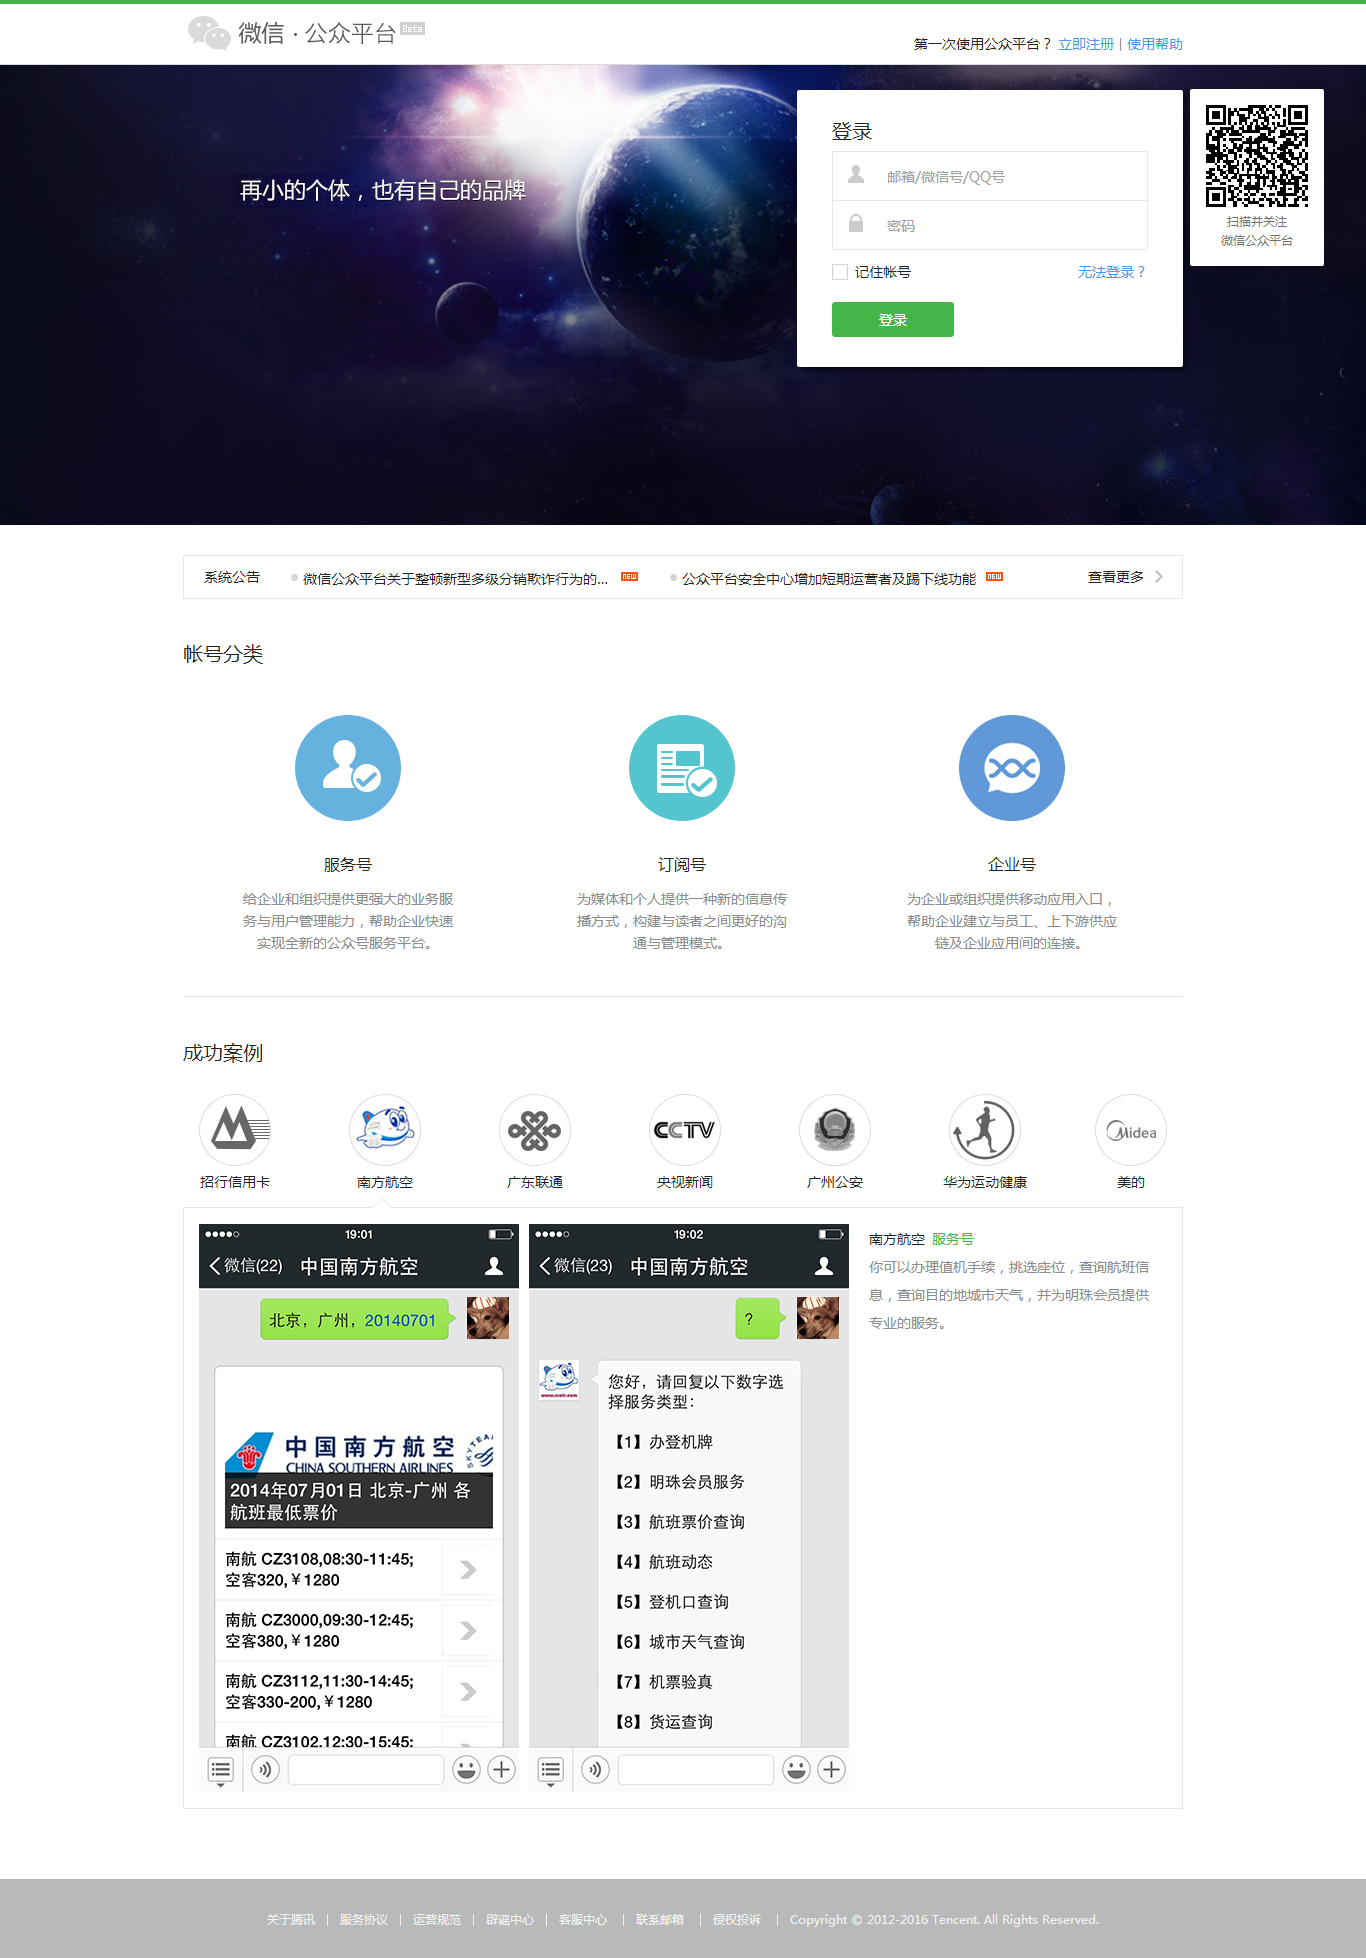 微信 · 公众平台 Beta
第一次使用公众平台？ 立即注册 | 使用帮助
再小的个体，也有自己的品牌
登录
邮箱/微信号/QQ号
密码
记住帐号 无法登录？
登录
扫描并关注
微信公众平台
系统公告 微信公众平台关于整顿新型多级分销欺诈行为的... NEW 公众平台安全中心增加短期运营者及踢下线功能 NEW 查看更多
帐号分类
服务号
给企业和组织提供更强大的业务服
务与用户管理能力，帮助企业快速
实现全新的公众号服务平台。
订阅号
为媒体和个人提供一种新的信息传
播方式，构建与读者之间更好的沟
通与管理模式。
企业号
为企业或组织提供移动应用入口，
帮助企业建立与员工、上下游供应
链及企业应用间的连接。
成功案例
CCTV
Midea
招行信用卡 南方航空 广东联通 央视新闻 广州公安 华为运动健康 美的
19:01
微信(22) 中国南方航空
北京，广州，20140701
中国南方航空
CHINA SOUTHERN AIRLINES
SKYTEAM
2014年07月01日 北京-广州 各
航班最低票价
南航 CZ3108,08:30-11:45;
空客320,￥1280
南航 CZ3000,09:30-12:45;
空客380,￥1280
南航 CZ3112,11:30-14:45;
空客330-200,￥1280
南航 CZ3102,12:30-15:45;
19:02
微信(23) 中国南方航空
?
您好，请回复以下数字选
择服务类型：
【1】办登机牌
【2】明珠会员服务
【3】航班票价查询
【4】航班动态
【5】登机口查询
【6】城市天气查询
【7】机票验真
【8】货运查询
南方航空 服务号
你可以办理值机手续，挑选座位，查询航班信
息，查询目的地城市天气，并为明珠会员提供
专业的服务。
关于腾讯 | 服务协议 | 运营规范 | 辟谣中心 | 客服中心 | 联系邮箱 | 侵权投诉 | Copyright © 2012-2016 Tencent. All Rights Reserved.